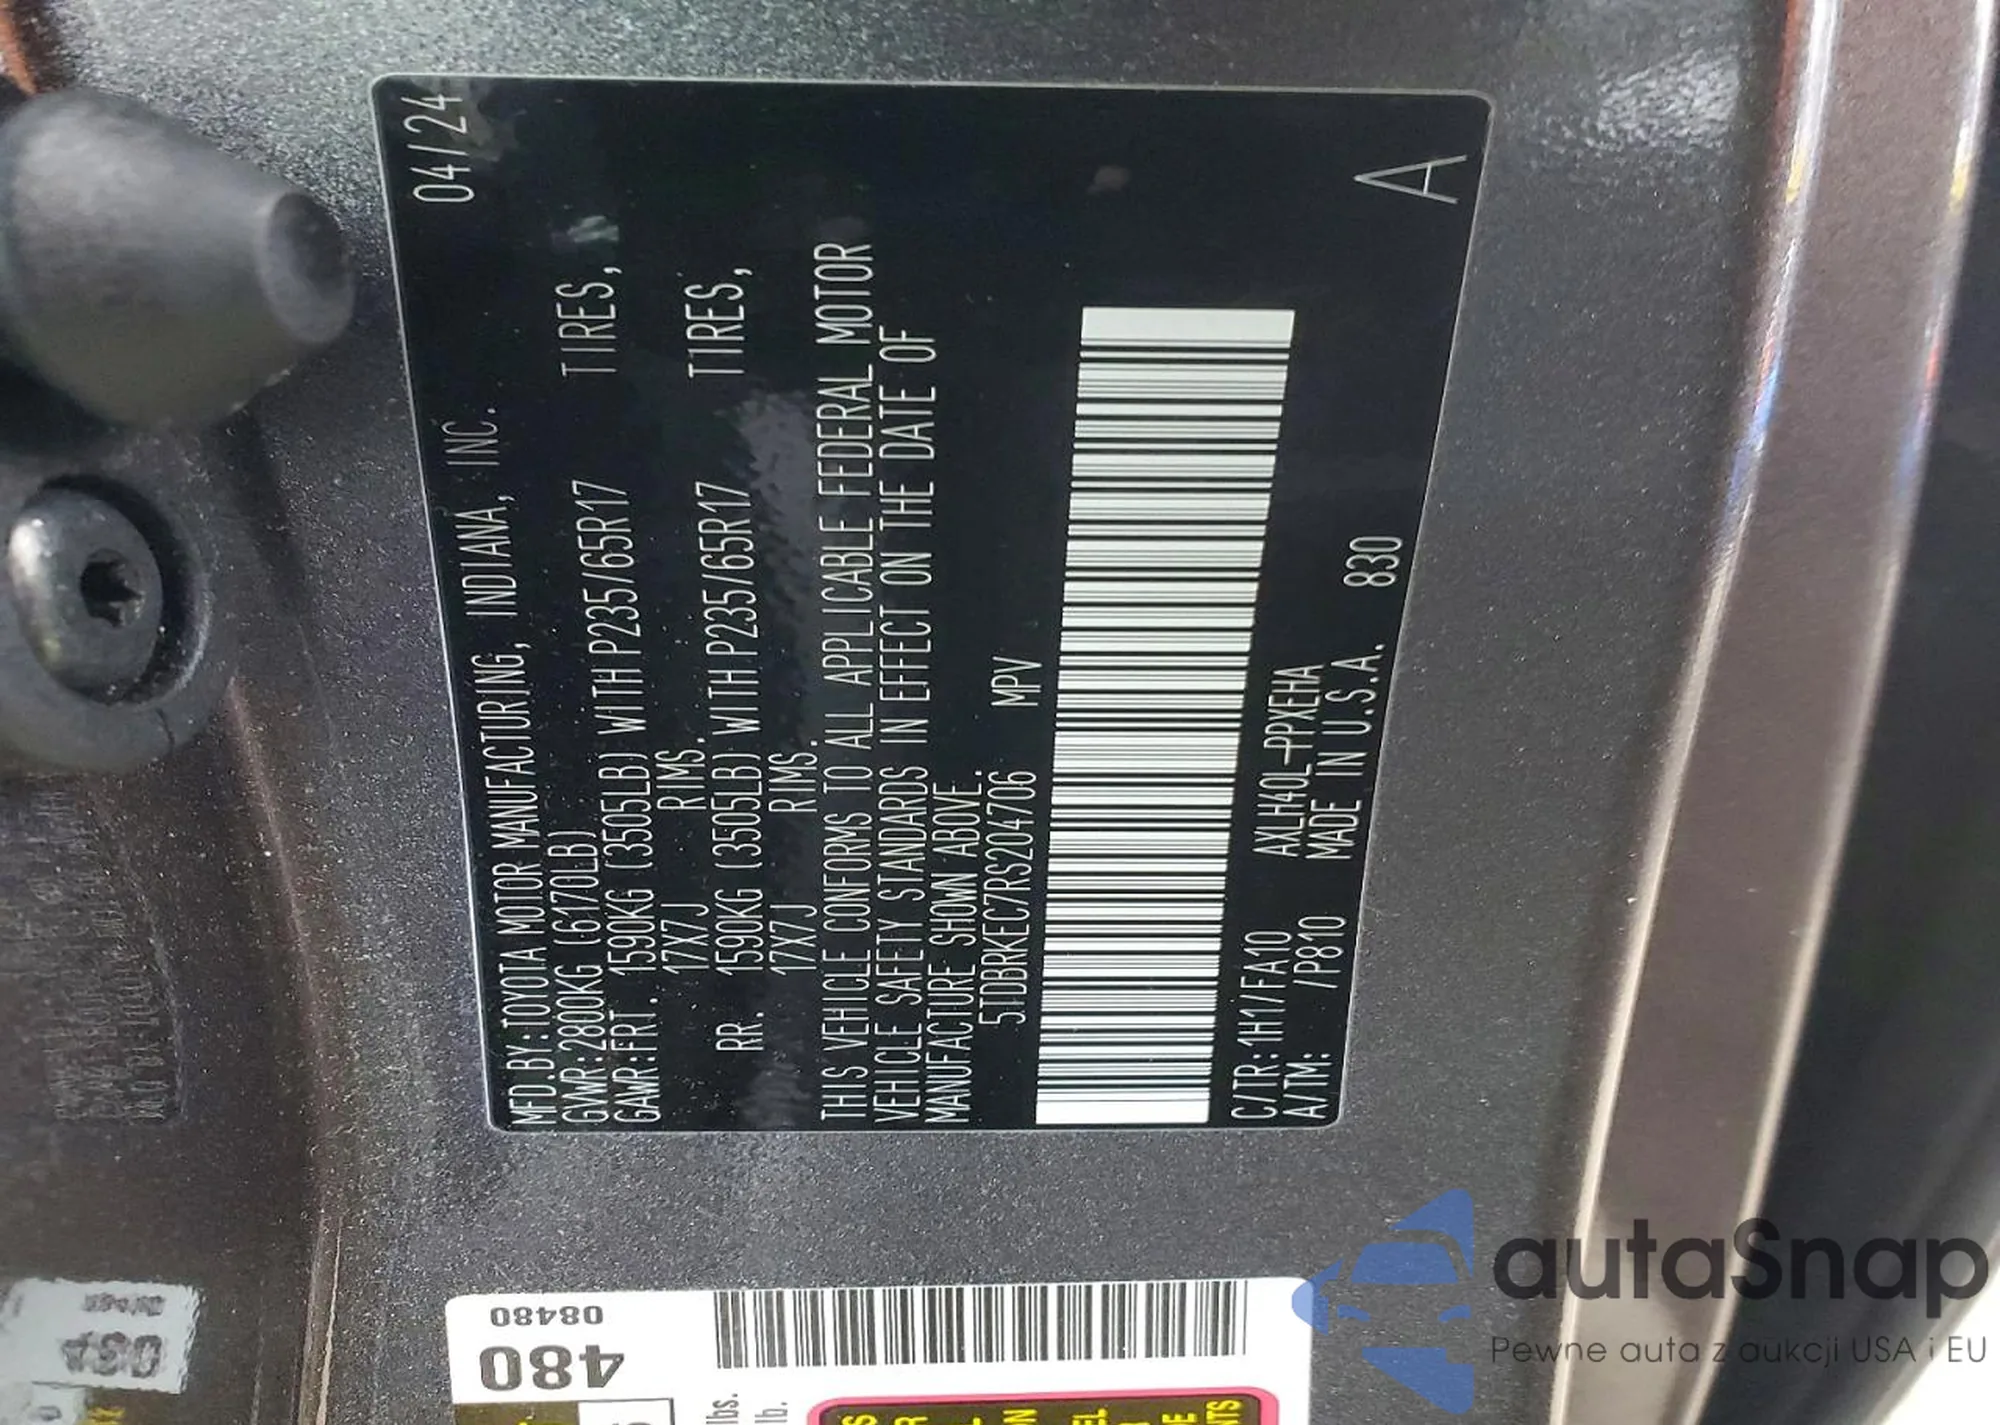 04/24
MFD.BY:TOYOTA MOTOR MANUFACTURING, INDIANA, INC.
GVWR:2800KG (6170LB)
GAWR:FRT. 1590KG (3505LB) WITH P235/65R17 TIRES,
17X7J RIMS.
RR. 1590KG (3505LB) WITH P235/65R17 TIRES,
17X7J RIMS.
THIS VEHICLE CONFORMS TO ALL APPLICABLE FEDERAL MOTOR
VEHICLE SAFETY STANDARDS IN EFFECT ON THE DATE OF
MANUFACTURE SHOWN ABOVE.
5TDBRKEC7RS204706 MPV
C/TR:1H1/FA10 AXLH40L-PPXEHA
A/TM: /P810 MADE IN U.S.A. 830
A
08480
480
lbs.
lb.
autaSnap
Pewne auta z aukcji USA i EU